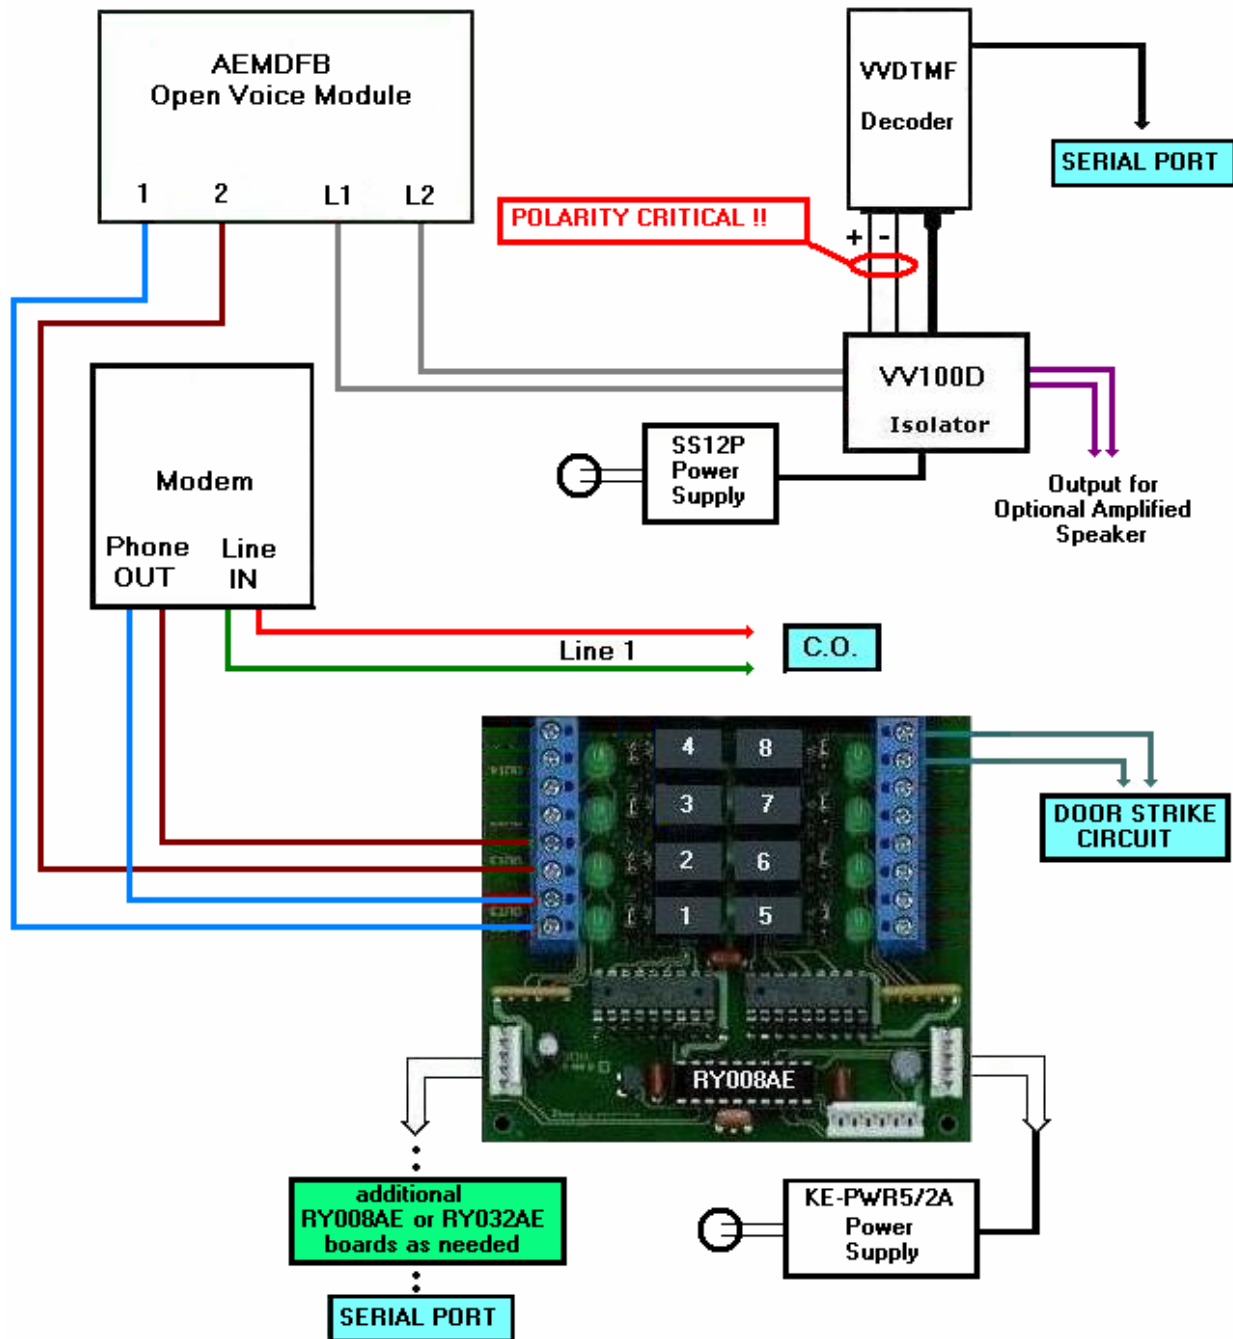 AEMDFB
Open Voice Module
1 2 L1 L2
VVDTMF
Decoder
SERIAL PORT
POLARITY CRITICAL !!
+ -
VV100D
Isolator
SS12P
Power
Supply
Output for
Optional Amplified
Speaker
Modem
Phone Line
OUT IN
Line 1
C.O.
4 8
3 7
2 6
1 5
DOOR STRIKE
CIRCUIT
RY008AE
additional
RY008AE or RY032AE
boards as needed
SERIAL PORT
KE-PWR5/2A
Power
Supply